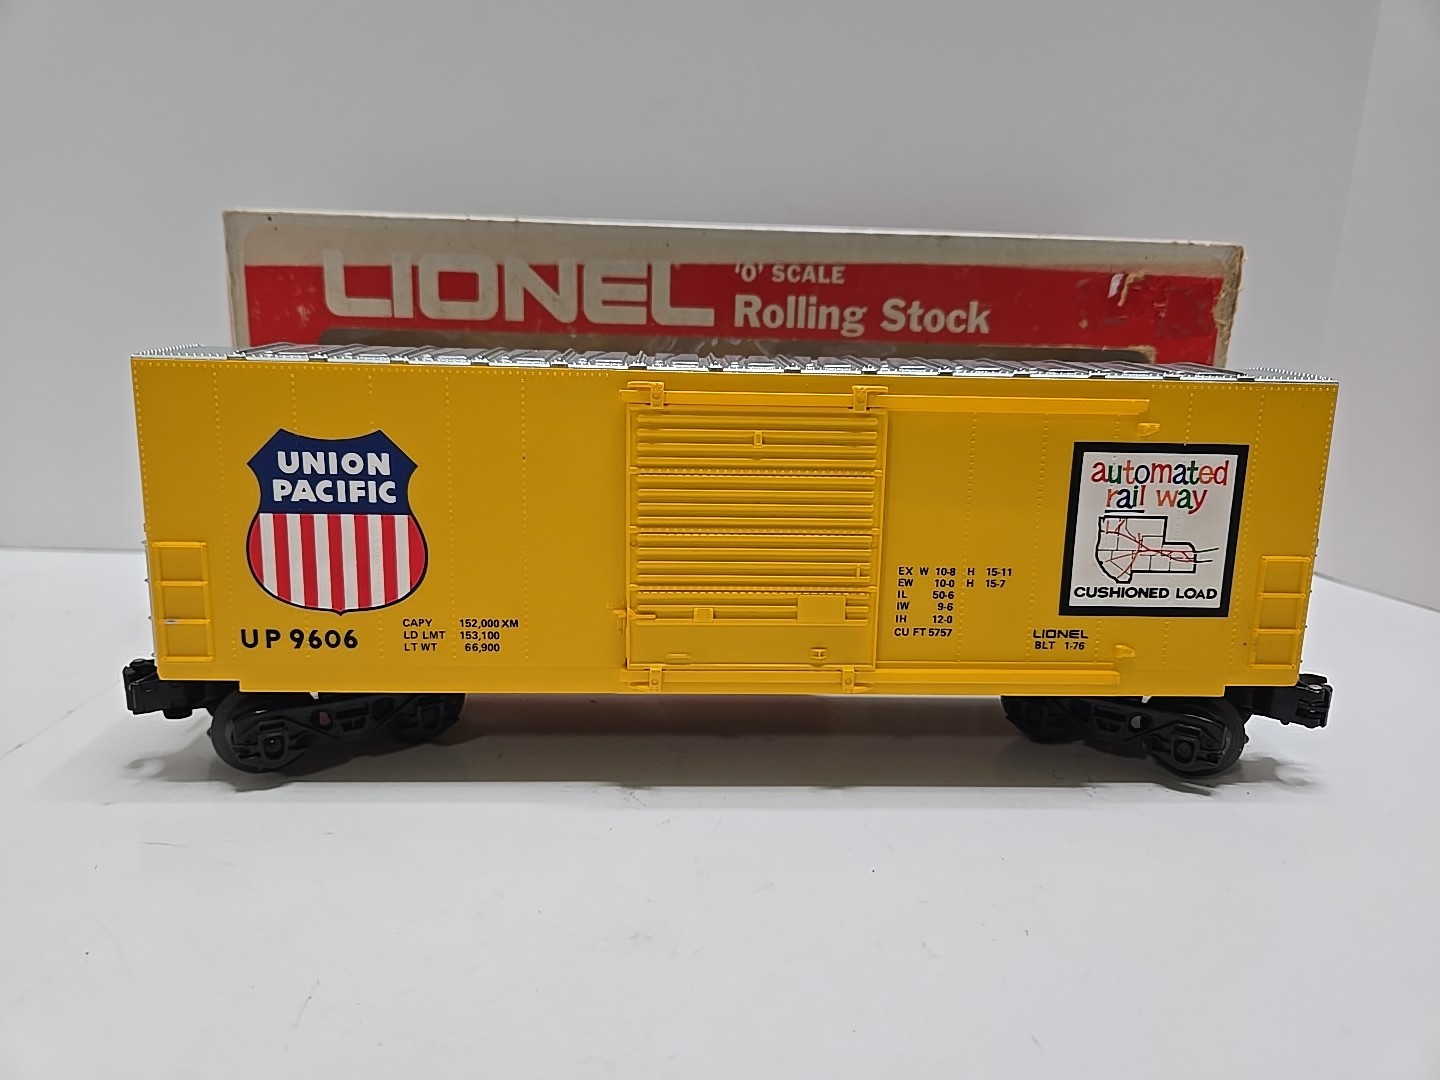 LIONEL
'O' SCALE
Rolling Stock
UNION
PACIFIC
UP 9606
CAPY 152,000 XM
LD LMT 153,100
LT WT 66,900
EX W 10-8 H 15-11
EW 10-0 H 15-7
IL 50-6
IW 9-6
IH 12-0
CU FT 5757
LIONEL
BLT 1-76
automated
rail way
CUSHIONED LOAD